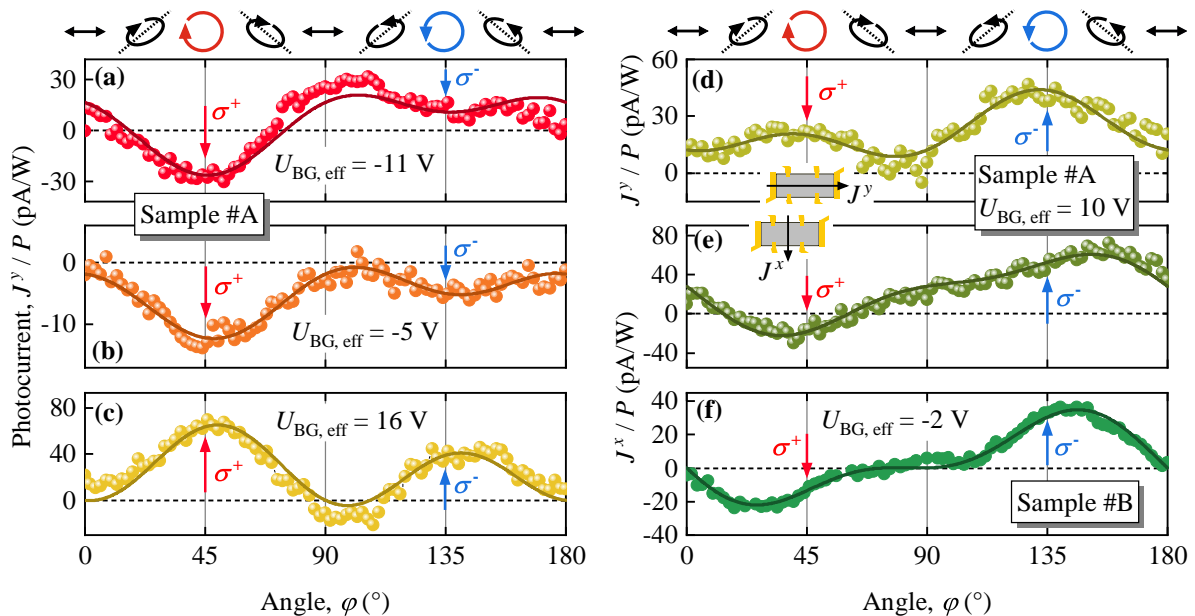 (a)
30
0
-30
σ+
σ-
U_BG, eff = -11 V
Sample #A
(b)
0
-10
σ+
σ-
U_BG, eff = -5 V
(c)
80
40
0
σ+
σ-
U_BG, eff = 16 V
0 45 90 135 180
Angle, φ (°)
Photocurrent, J^y / P (pA/W)
(d)
60
30
0
σ+
σ-
J^y / P (pA/W)
Sample #A
U_BG, eff = 10 V
J^y
J^x
(e)
80
40
0
-40
σ+
σ-
(f)
40
20
0
-20
-40
σ+
σ-
U_BG, eff = -2 V
Sample #B
J^x / P (pA/W)
0 45 90 135 180
Angle, φ (°)